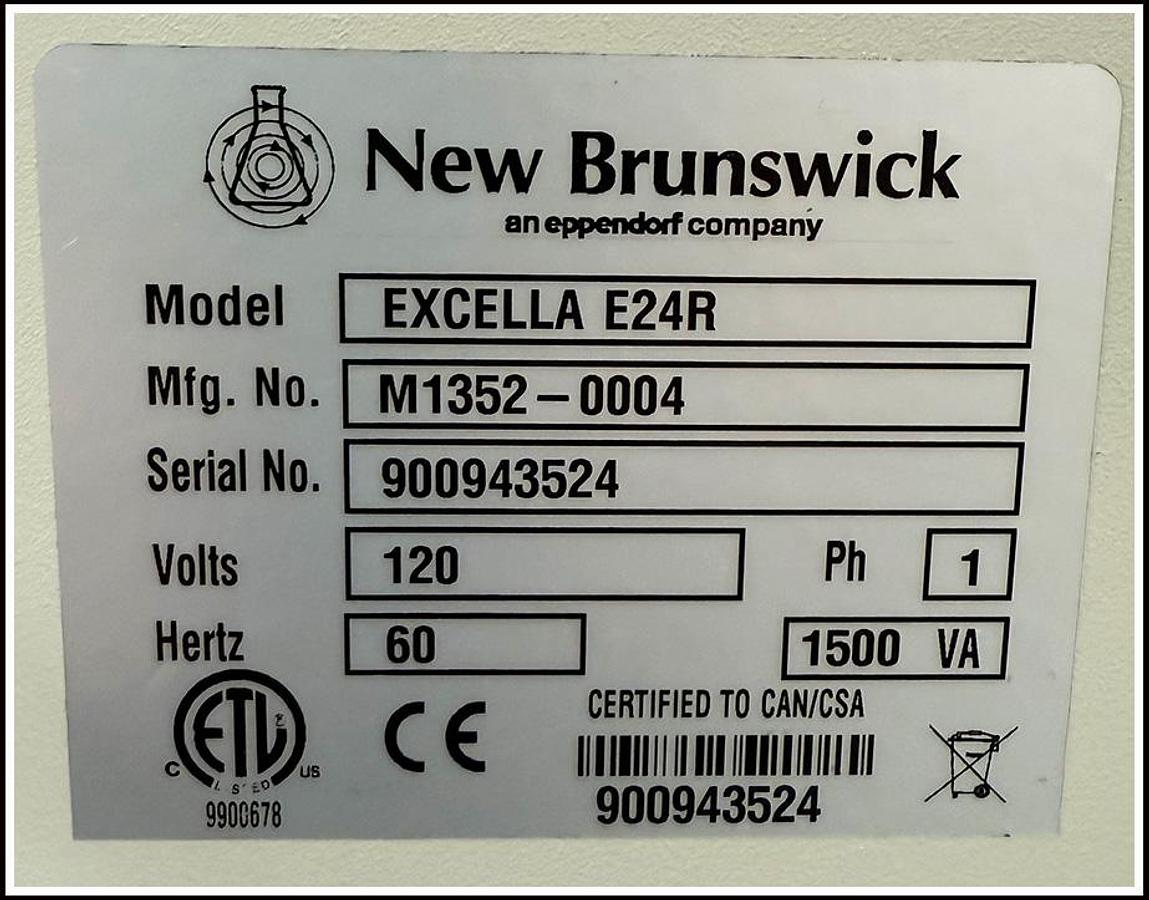 New Brunswick
an eppendorf company
Model EXCELLA E24R
Mfg. No. M1352-0004
Serial No. 900943524
Volts 120 Ph 1
Hertz 60 1500 VA
CERTIFIED TO CAN/CSA
ETL
C US
LISTED
9900678
CE
900943524